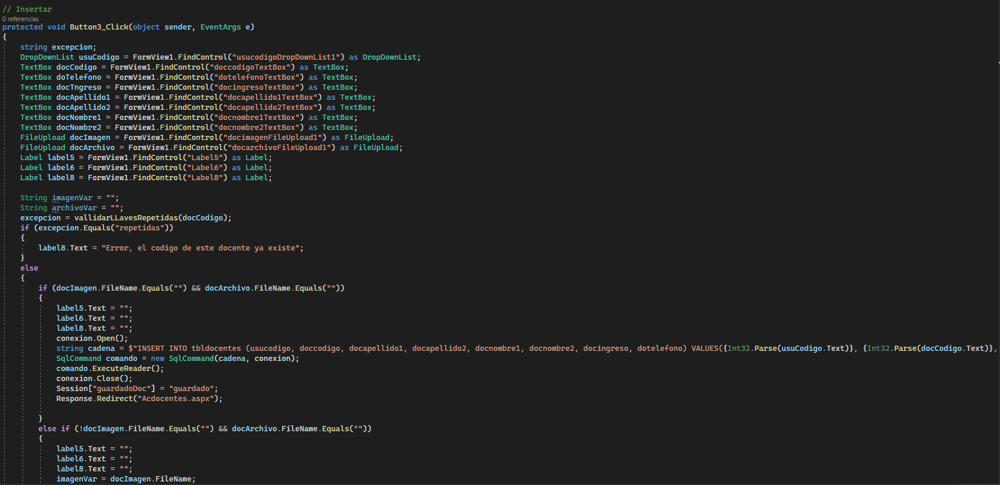 // Insertar
0 referencias
protected void Button3_Click(object sender, EventArgs e)
{
string excepcion;
DropDownList usuCodigo = FormView1.FindControl("usucodigoDropDownList1") as DropDownList;
TextBox docCodigo = FormView1.FindControl("doccodigoTextBox") as TextBox;
TextBox doTelefono = FormView1.FindControl("dotelefonoTextBox") as TextBox;
TextBox docTngreso = FormView1.FindControl("docingresoTextBox") as TextBox;
TextBox docApellido1 = FormView1.FindControl("docapellido1TextBox") as TextBox;
TextBox docApellido2 = FormView1.FindControl("docapellido2TextBox") as TextBox;
TextBox docNombre1 = FormView1.FindControl("docnombre1TextBox") as TextBox;
TextBox docNombre2 = FormView1.FindControl("docnombre2TextBox") as TextBox;
FileUpload docImagen = FormView1.FindControl("docimagenFileUpload1") as FileUpload;
FileUpload docArchivo = FormView1.FindControl("docarchivoFileUpload1") as FileUpload;
Label label5 = FormView1.FindControl("Label5") as Label;
Label label6 = FormView1.FindControl("Label6") as Label;
Label label8 = FormView1.FindControl("Label8") as Label;
String imagenVar = "";
String archivoVar = "";
excepcion = vallidarLLavesRepetidas(docCodigo);
if (excepcion.Equals("repetidas"))
{
label8.Text = "Error, el codigo de este docente ya existe";
}
else
{
if (docImagen.FileName.Equals("") && docArchivo.FileName.Equals(""))
{
label5.Text = "";
label6.Text = "";
label8.Text = "";
conexion.Open();
string cadena = $"INSERT INTO tbldocentes (usucodigo, doccodigo, docapellido1, docapellido2, docnombre1, docnombre2, docingreso, dotelefono) VALUES({Int32.Parse(usuCodigo.Text)}, {Int32.Parse(docCodigo.Text)},
SqlCommand comando = new SqlCommand(cadena, conexion);
comando.ExecuteReader();
conexion.Close();
Session["guardadoDoc"] = "guardado";
Response.Redirect("Acdocentes.aspx");
}
else if (!docImagen.FileName.Equals("") && docArchivo.FileName.Equals(""))
{
label5.Text = "";
label6.Text = "";
label8.Text = "";
imagenVar = docImagen.FileName;